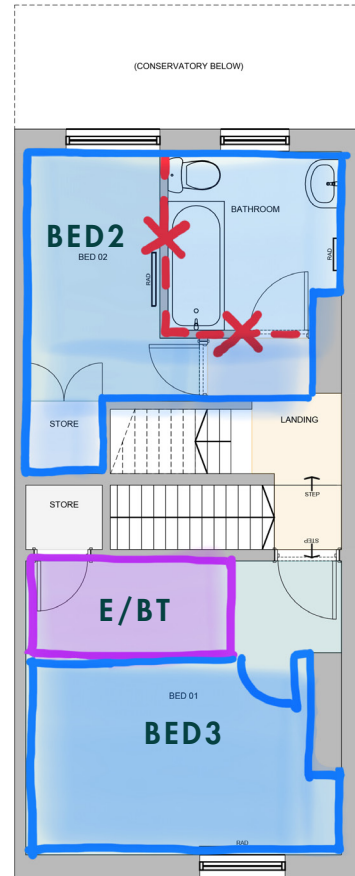 (CONSERVATORY BELOW)
BATHROOM
BED2
BED 02
RAD
RAD
STORE
LANDING
STEP
STORE
STEP
E/BT
BED 01
BED3
RAD